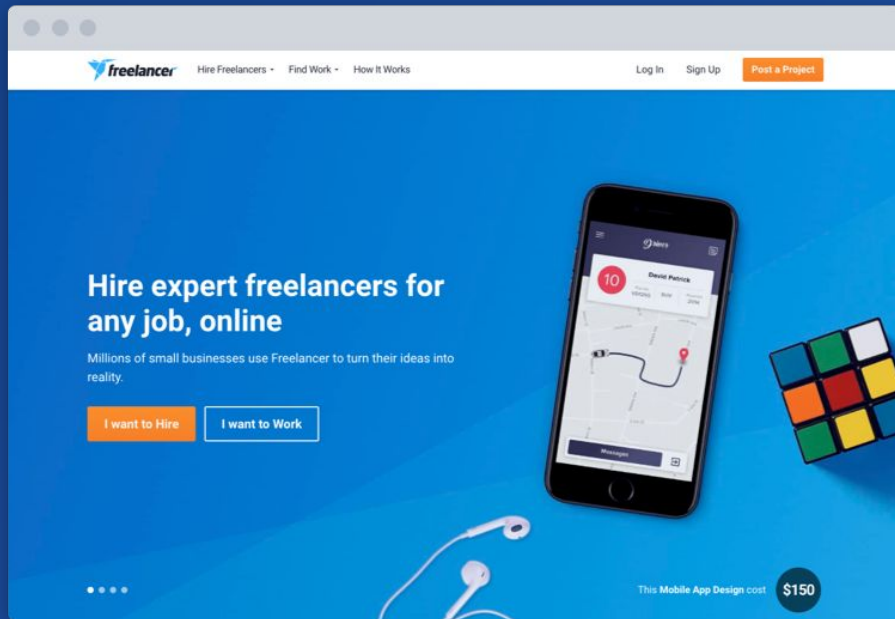 freelancer
Hire Freelancers
Find Work
How It Works
Log In
Sign Up
Post a Project
Hire expert freelancers for
any job, online
Millions of small businesses use Freelancer to turn their ideas into
reality.
I want to Hire
I want to Work
10
David Patrick
Messages
This Mobile App Design cost
$150